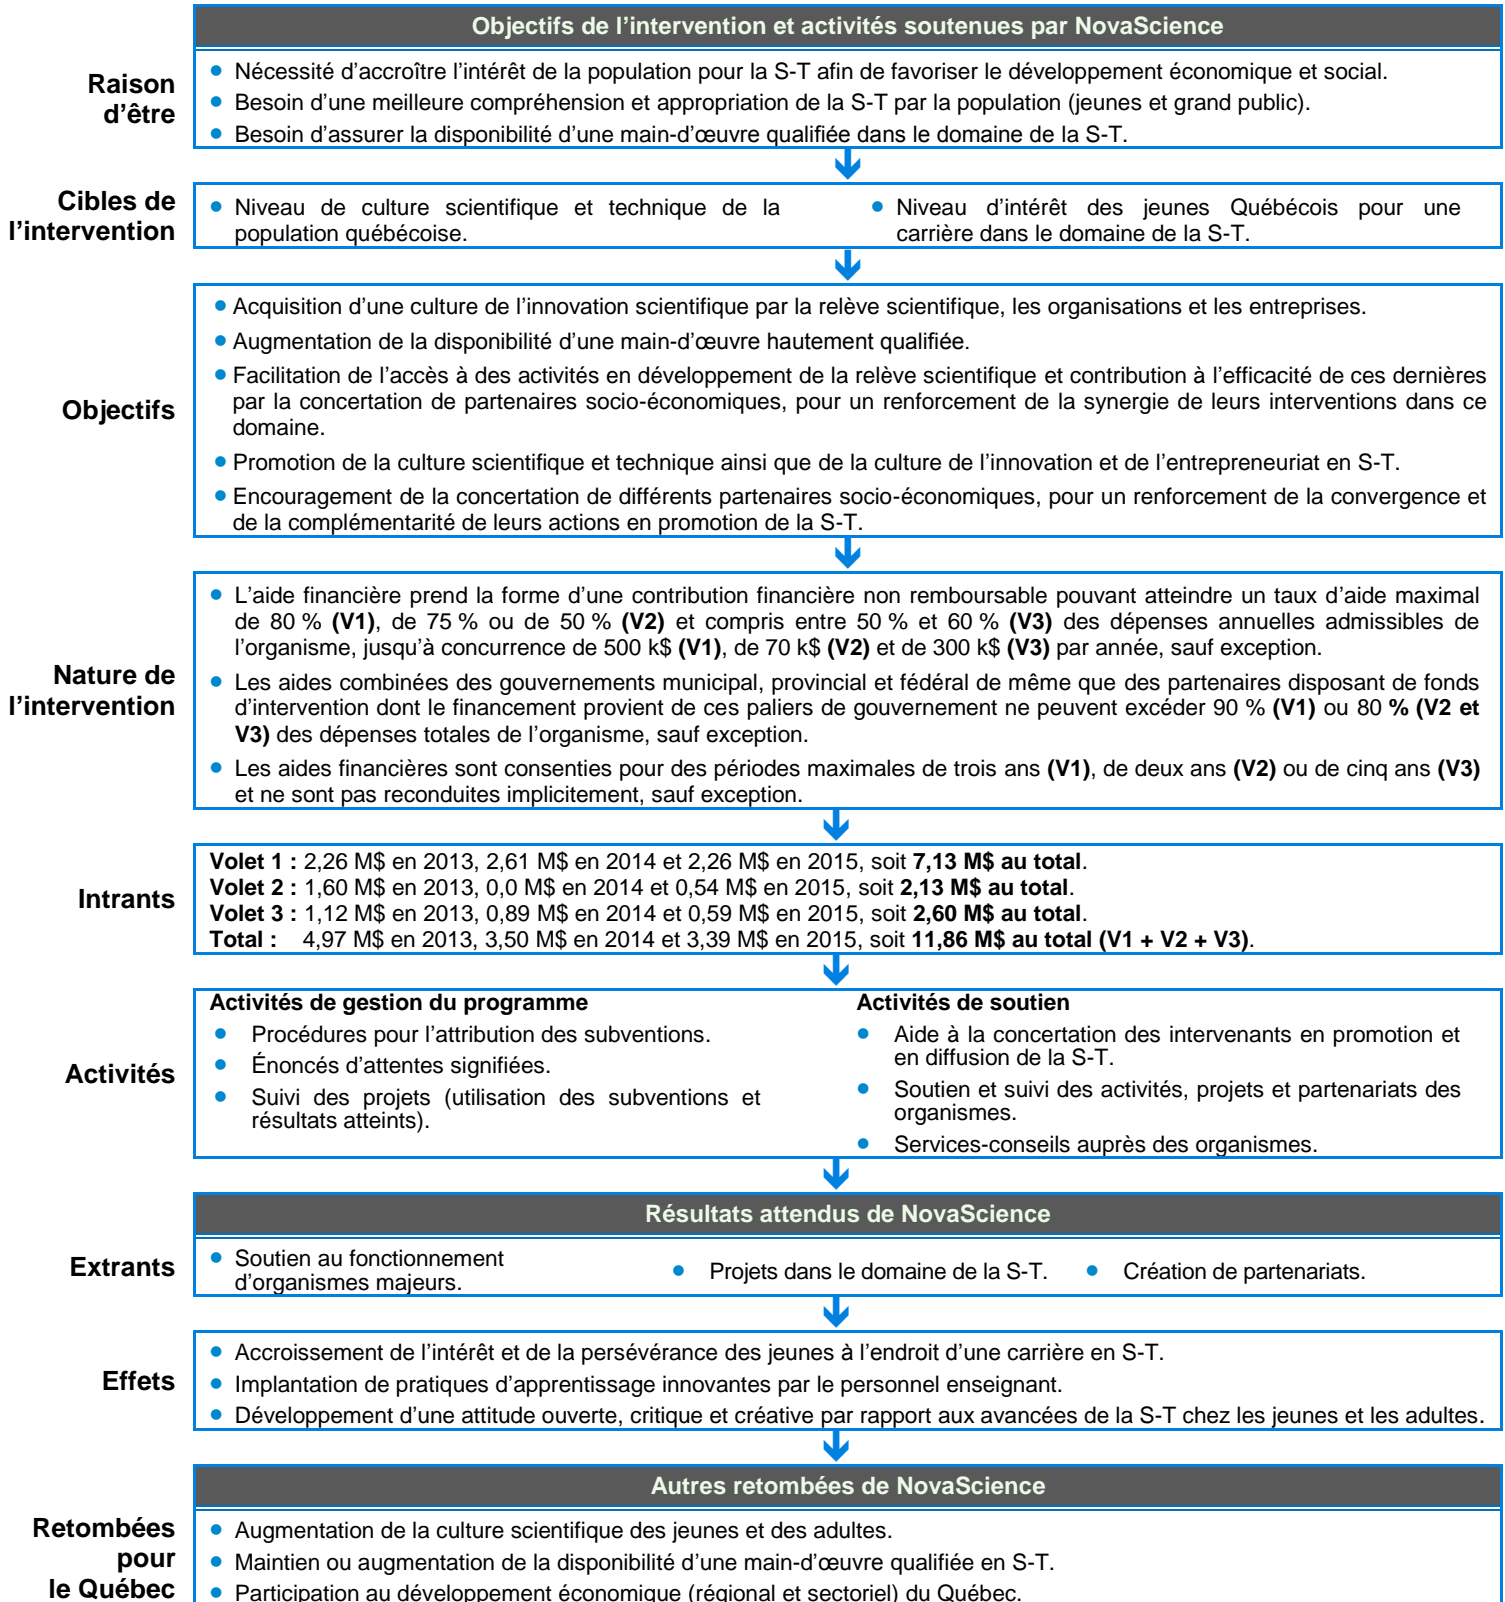 Objectifs de l'intervention et activités soutenues par NovaScience
Raison
d'être
• Nécessité d'accroître l'intérêt de la population pour la S-T afin de favoriser le développement économique et social.
• Besoin d'une meilleure compréhension et appropriation de la S-T par la population (jeunes et grand public).
• Besoin d'assurer la disponibilité d'une main-d'œuvre qualifiée dans le domaine de la S-T.
Cibles de
l'intervention
• Niveau de culture scientifique et technique de la
population québécoise.
• Niveau d'intérêt des jeunes Québécois pour une
carrière dans le domaine de la S-T.
Objectifs
• Acquisition d'une culture de l'innovation scientifique par la relève scientifique, les organisations et les entreprises.
• Augmentation de la disponibilité d'une main-d'œuvre hautement qualifiée.
• Facilitation de l'accès à des activités en développement de la relève scientifique et contribution à l'efficacité de ces dernières
par la concertation de partenaires socio-économiques, pour un renforcement de la synergie de leurs interventions dans ce
domaine.
• Promotion de la culture scientifique et technique ainsi que de la culture de l'innovation et de l'entrepreneuriat en S-T.
• Encouragement de la concertation de différents partenaires socio-économiques, pour un renforcement de la convergence et
de la complémentarité de leurs actions en promotion de la S-T.
Nature de
l'intervention
• L'aide financière prend la forme d'une contribution financière non remboursable pouvant atteindre un taux d'aide maximal
de 80 % (V1), de 75 % ou de 50 % (V2) et compris entre 50 % et 60 % (V3) des dépenses annuelles admissibles de
l'organisme, jusqu'à concurrence de 500 k$ (V1), de 70 k$ (V2) et de 300 k$ (V3) par année, sauf exception.
• Les aides combinées des gouvernements municipal, provincial et fédéral de même que des partenaires disposant de fonds
d'intervention dont le financement provient de ces paliers de gouvernement ne peuvent excéder 90 % (V1) ou 80 % (V2 et
V3) des dépenses totales de l'organisme, sauf exception.
• Les aides financières sont consenties pour des périodes maximales de trois ans (V1), de deux ans (V2) ou de cinq ans (V3)
et ne sont pas reconduites implicitement, sauf exception.
Intrants
Volet 1 : 2,26 M$ en 2013, 2,61 M$ en 2014 et 2,26 M$ en 2015, soit 7,13 M$ au total.
Volet 2 : 1,60 M$ en 2013, 0,0 M$ en 2014 et 0,54 M$ en 2015, soit 2,13 M$ au total.
Volet 3 : 1,12 M$ en 2013, 0,89 M$ en 2014 et 0,59 M$ en 2015, soit 2,60 M$ au total.
Total : 4,97 M$ en 2013, 3,50 M$ en 2014 et 3,39 M$ en 2015, soit 11,86 M$ au total (V1 + V2 + V3).
Activités
Activités de gestion du programme
• Procédures pour l'attribution des subventions.
• Énoncés d'attentes signifiées.
• Suivi des projets (utilisation des subventions et
résultats atteints).
Activités de soutien
• Aide à la concertation des intervenants en promotion et
en diffusion de la S-T.
• Soutien et suivi des activités, projets et partenariats des
organismes.
• Services-conseils auprès des organismes.
Résultats attendus de NovaScience
Extrants
• Soutien au fonctionnement
d'organismes majeurs.
• Projets dans le domaine de la S-T.
• Création de partenariats.
Effets
• Accroissement de l'intérêt et de la persévérance des jeunes à l'endroit d'une carrière en S-T.
• Implantation de pratiques d'apprentissage innovantes par le personnel enseignant.
• Développement d'une attitude ouverte, critique et créative par rapport aux avancées de la S-T chez les jeunes et les adultes.
Autres retombées de NovaScience
Retombées
pour
le Québec
• Augmentation de la culture scientifique des jeunes et des adultes.
• Maintien ou augmentation de la disponibilité d'une main-d'œuvre qualifiée en S-T.
• Participation au développement économique (régional et sectoriel) du Québec.